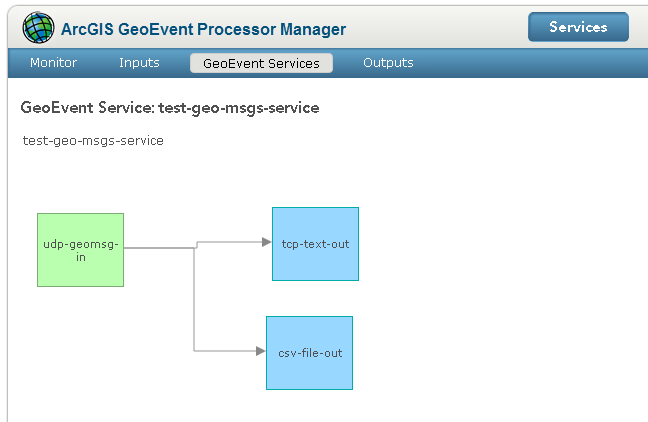 ArcGIS GeoEvent Processor Manager
Services
Monitor
Inputs
GeoEvent Services
Outputs
GeoEvent Service: test-geo-msgs-service
test-geo-msgs-service
udp-geomsg-
in
tcp-text-out
csv-file-out